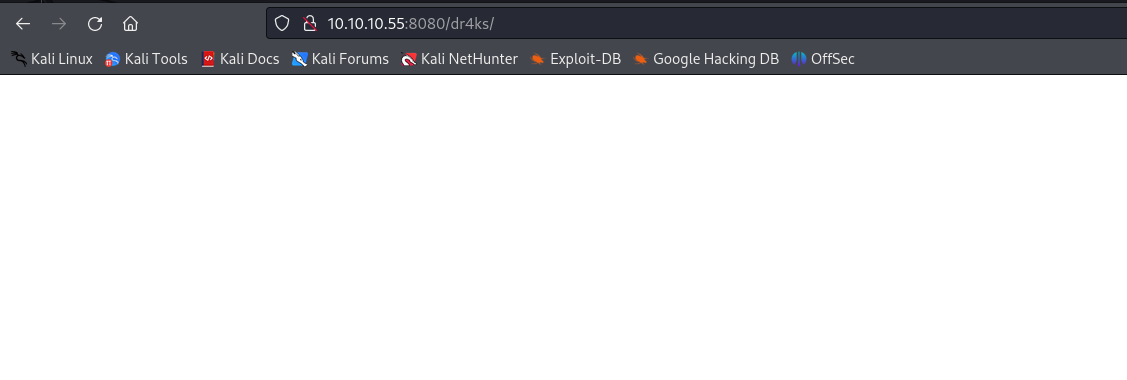 10.10.10.55:8080/dr4ks/
Kali Linux Kali Tools Kali Docs Kali Forums Kali NetHunter Exploit-DB Google Hacking DB OffSec